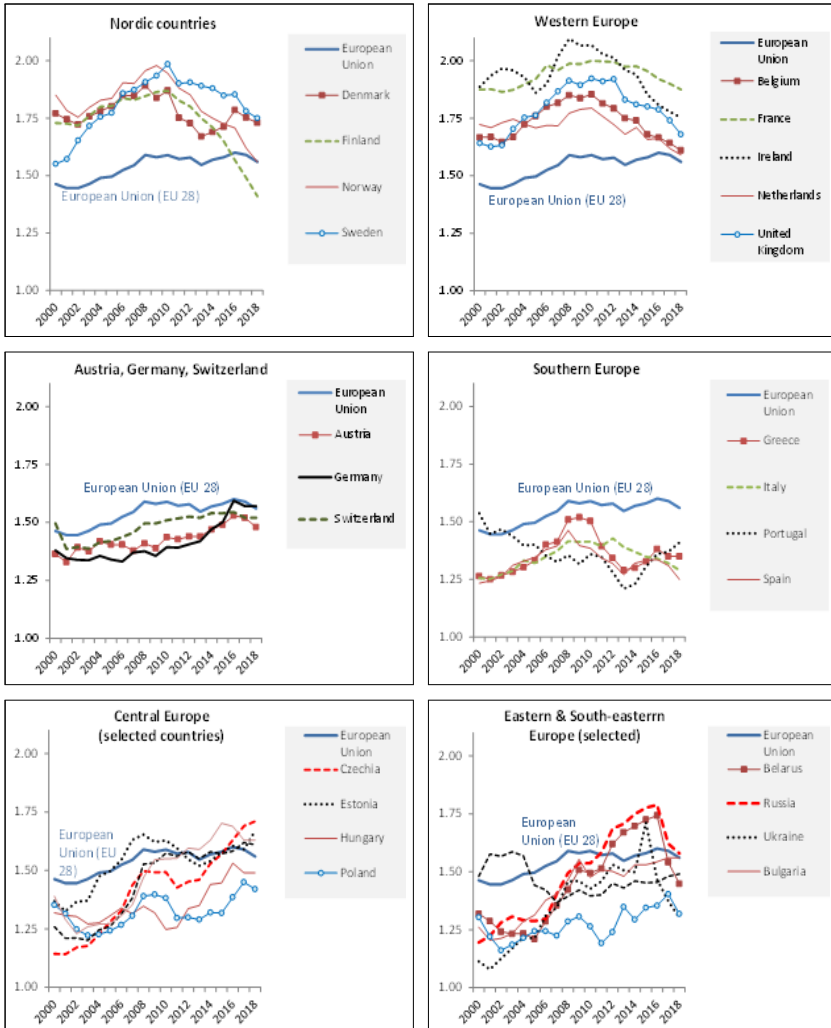 Nordic countries
2.00
1.75
1.50
1.25
1.00
European Union (EU 28)
2000
2002
2004
2006
2008
2010
2012
2014
2016
2018
European
Union
Denmark
Finland
Norway
Sweden
Western Europe
2.00
1.75
1.50
1.25
1.00
European Union (EU 28)
2000
2002
2004
2006
2008
2010
2012
2014
2016
2018
European
Union
Belgium
France
Ireland
Netherlands
United
Kingdom
Austria, Germany, Switzerland
2.00
1.75
1.50
1.25
1.00
European Union (EU 28)
2000
2002
2004
2006
2008
2010
2012
2014
2016
2018
European
Union
Austria
Germany
Switzerland
Southern Europe
2.00
1.75
1.50
1.25
1.00
European Union (EU 28)
2000
2002
2004
2006
2008
2010
2012
2014
2016
2018
European
Union
Greece
Italy
Portugal
Spain
Central Europe
(selected countries)
2.00
1.75
1.50
1.25
1.00
European
Union (EU
28)
2000
2002
2004
2006
2008
2010
2012
2014
2016
2018
European
Union
Czechia
Estonia
Hungary
Poland
Eastern & South-easterrn
Europe (selected)
2.00
1.75
1.50
1.25
1.00
European
Union (EU 28)
2000
2002
2004
2006
2008
2010
2012
2014
2016
2018
European
Union
Belarus
Russia
Ukraine
Bulgaria